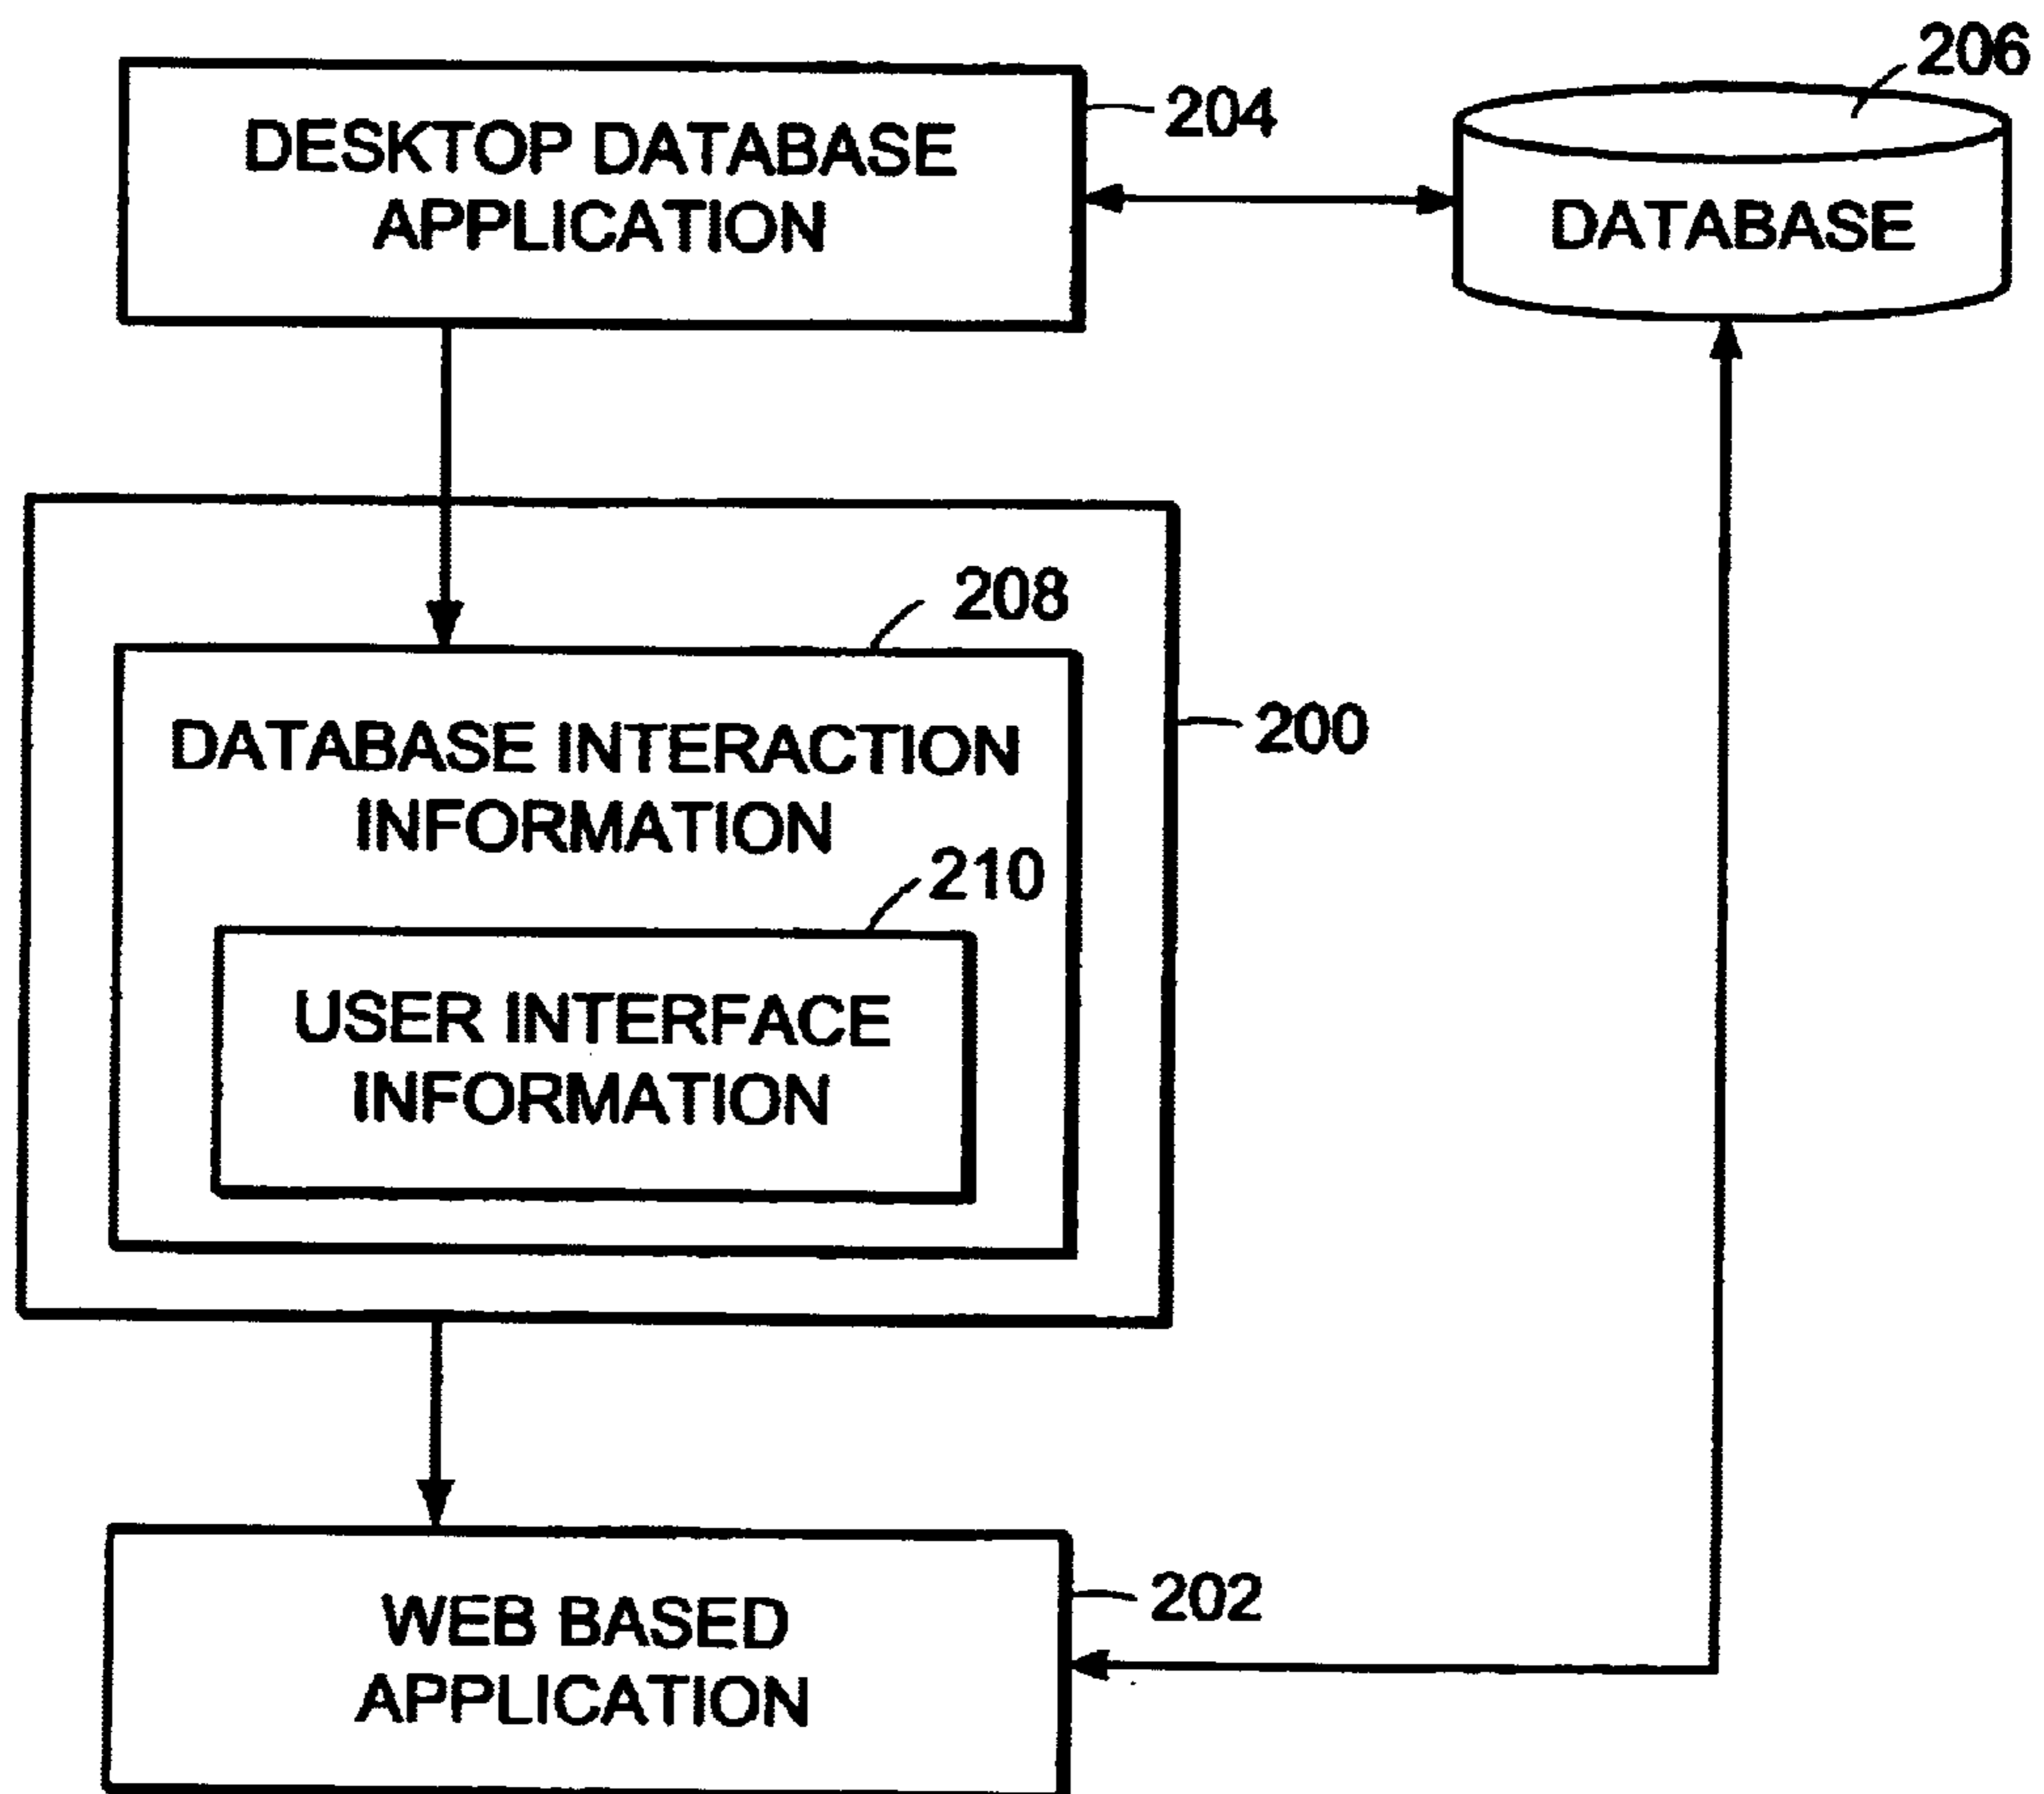 206
204
DESKTOP DATABASE
APPLICATION
DATABASE
208
200
DATABASE INTERACTION
INFORMATION
210
USER INTERFACE
INFORMATION
202
WEB BASED
APPLICATION